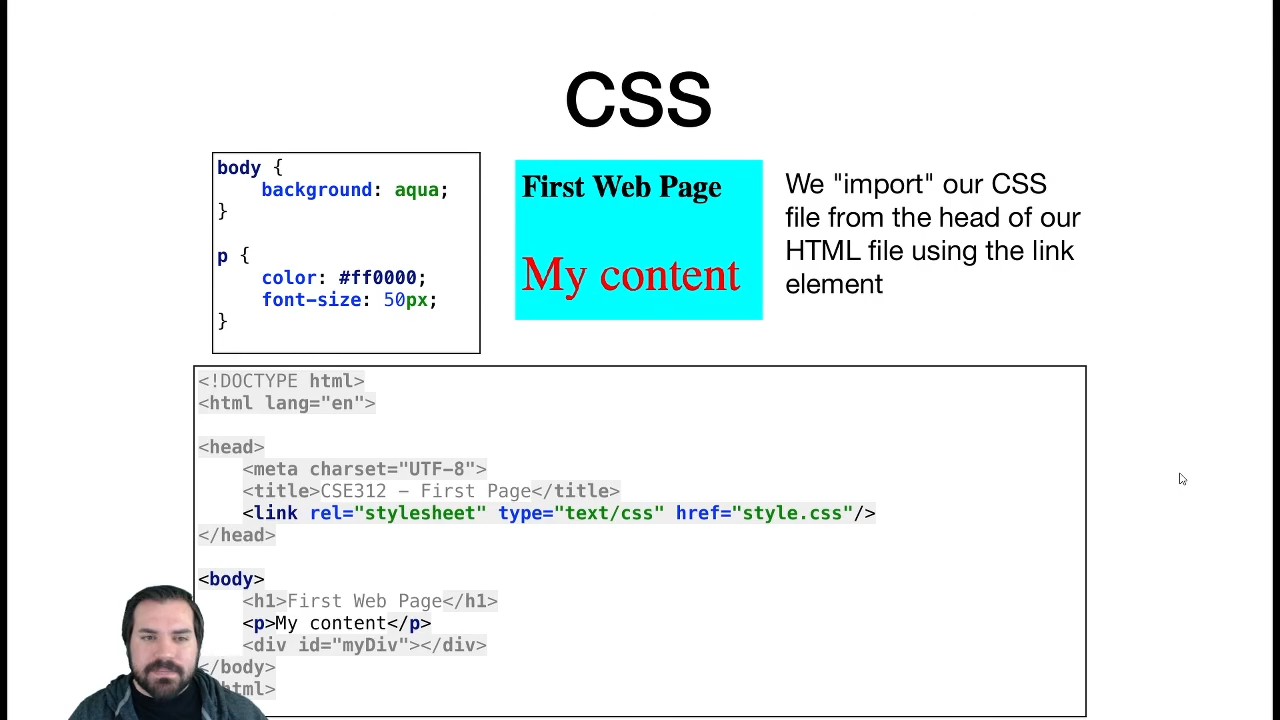 CSS
body {
    background: aqua;
}

p {
    color: #ff0000;
    font-size: 50px;
}
First Web Page
My content
We "import" our CSS
file from the head of our
HTML file using the link
element
<!DOCTYPE html>
<html lang="en">

<head>
    <meta charset="UTF-8">
    <title>CSE312 - First Page</title>
    <link rel="stylesheet" type="text/css" href="style.css"/>
</head>

<body>
    <h1>First Web Page</h1>
    <p>My content</p>
    <div id="myDiv"></div>
</body>
html>